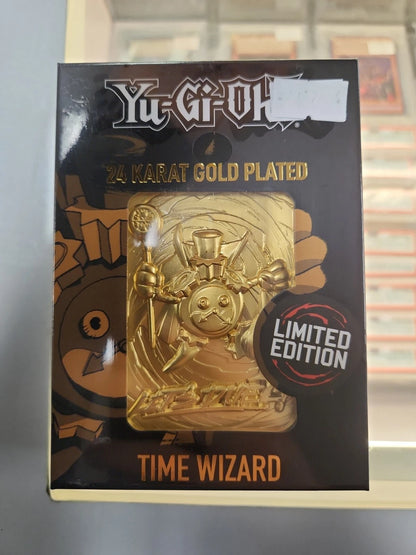 Yu-Gi-OH
®
24 KARAT GOLD PLATED
LIMITED
EDITION
TIME WIZARD